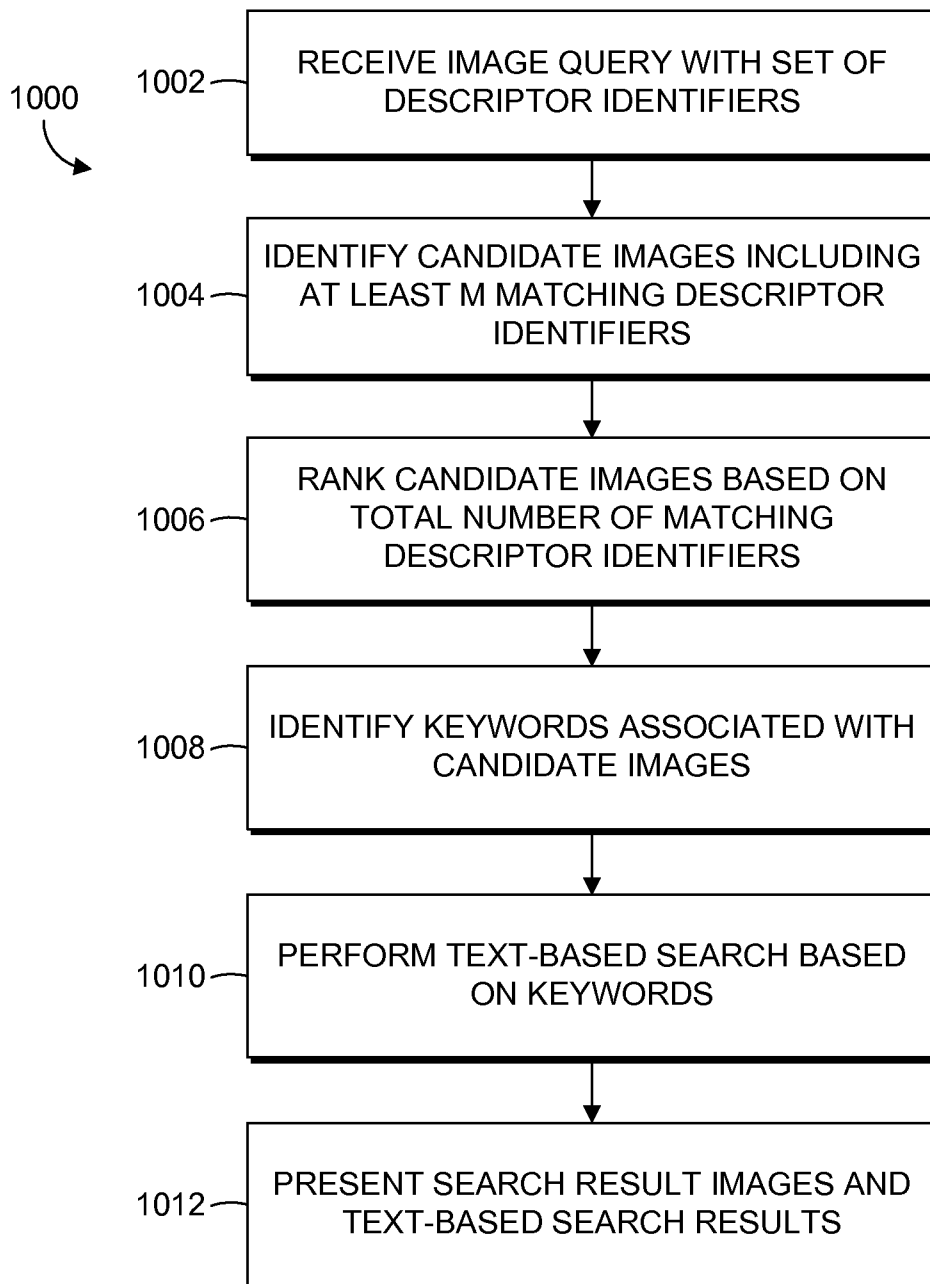 1000
1002
RECEIVE IMAGE QUERY WITH SET OF
DESCRIPTOR IDENTIFIERS
1004
IDENTIFY CANDIDATE IMAGES INCLUDING
AT LEAST M MATCHING DESCRIPTOR
IDENTIFIERS
1006
RANK CANDIDATE IMAGES BASED ON
TOTAL NUMBER OF MATCHING
DESCRIPTOR IDENTIFIERS
1008
IDENTIFY KEYWORDS ASSOCIATED WITH
CANDIDATE IMAGES
1010
PERFORM TEXT-BASED SEARCH BASED
ON KEYWORDS
1012
PRESENT SEARCH RESULT IMAGES AND
TEXT-BASED SEARCH RESULTS